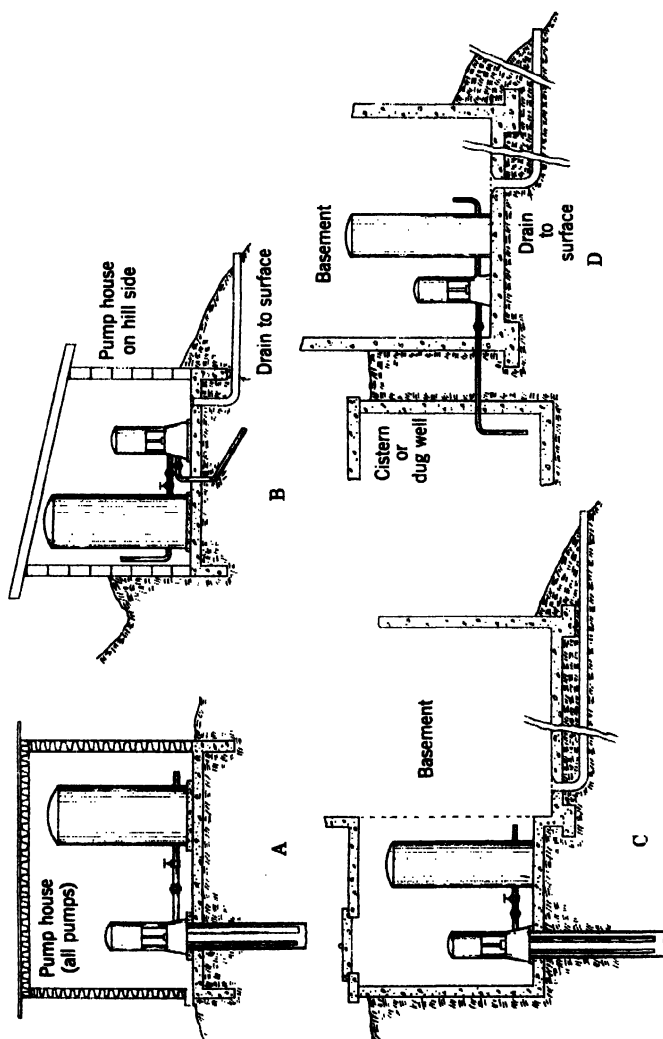 Pump house
(all pumps)
A
Pump house
on hill side
Drain to surface
B
Basement
C
Cistern
or
dug well
Basement
Drain
to
surface
D